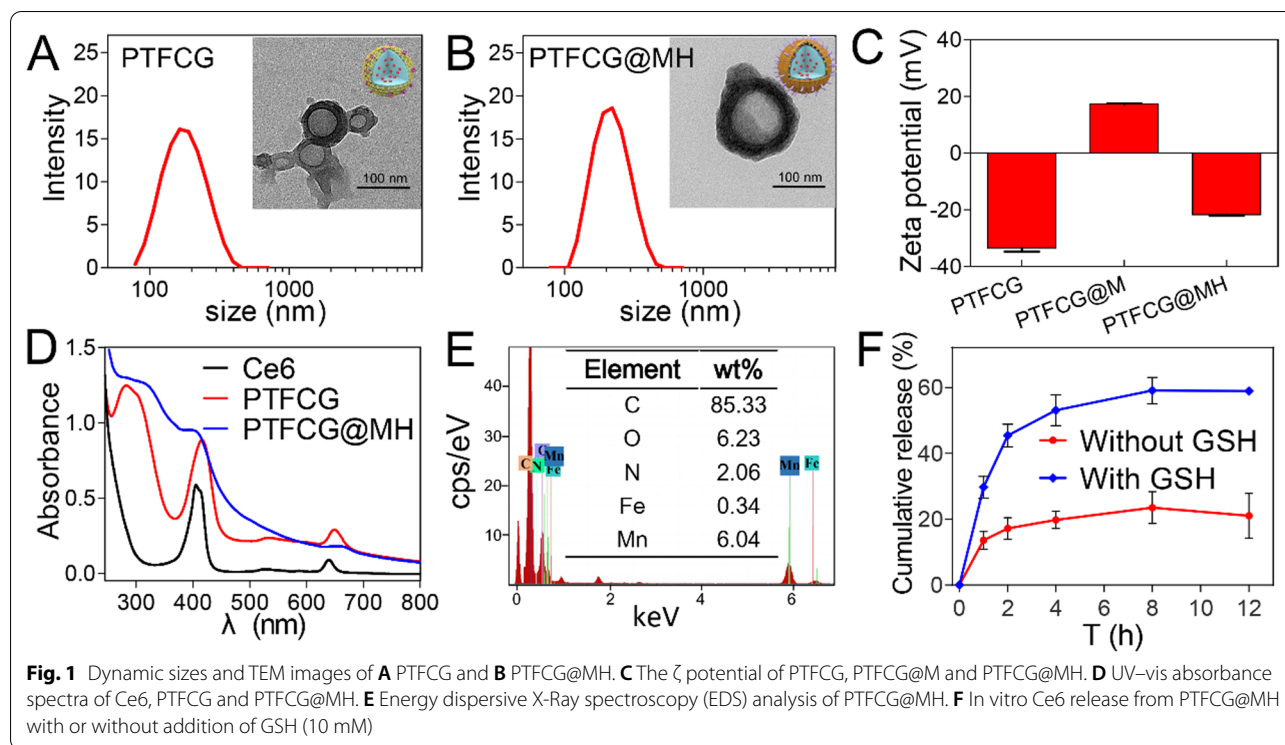 A
PTFCG
Intensity
25
20
15
10
5
0
100
1000
size (nm)
100 nm
B
PTFCG@MH
Intensity
25
20
15
10
5
0
100
1000
size (nm)
100 nm
C
Zeta potential (mV)
40
20
0
-20
-40
PTFCG
PTFCG@M
PTFCG@MH
D
Absorbance
1.5
1.0
0.5
0.0
300 400 500 600 700 800
λ (nm)
Ce6
PTFCG
PTFCG@MH
E
cps/eV
40
30
20
10
0 2 4 6
keV
Element wt%
C 85.33
O 6.23
N 2.06
Fe 0.34
Mn 6.04
C
N
Mn
Fe
Mn
Fe
F
Cumulative release (%)
60
40
20
0
0 2 4 6 8 10 12
T (h)
Without GSH
With GSH
Fig. 1 Dynamic sizes and TEM images of A PTFCG and B PTFCG@MH. C The ζ potential of PTFCG, PTFCG@M and PTFCG@MH. D UV–vis absorbance
spectra of Ce6, PTFCG and PTFCG@MH. E Energy dispersive X-Ray spectroscopy (EDS) analysis of PTFCG@MH. F In vitro Ce6 release from PTFCG@MH
with or without addition of GSH (10 mM)